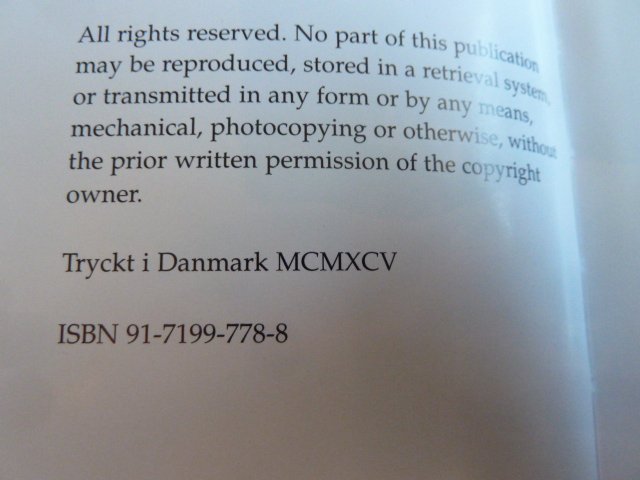 All rights reserved. No part of this publication
may be reproduced, stored in a retrieval system,
or transmitted in any form or by any means,
mechanical, photocopying or otherwise, without
the prior written permission of the copyright
owner.
Tryckt i Danmark MCMXCV
ISBN 91-7199-778-8